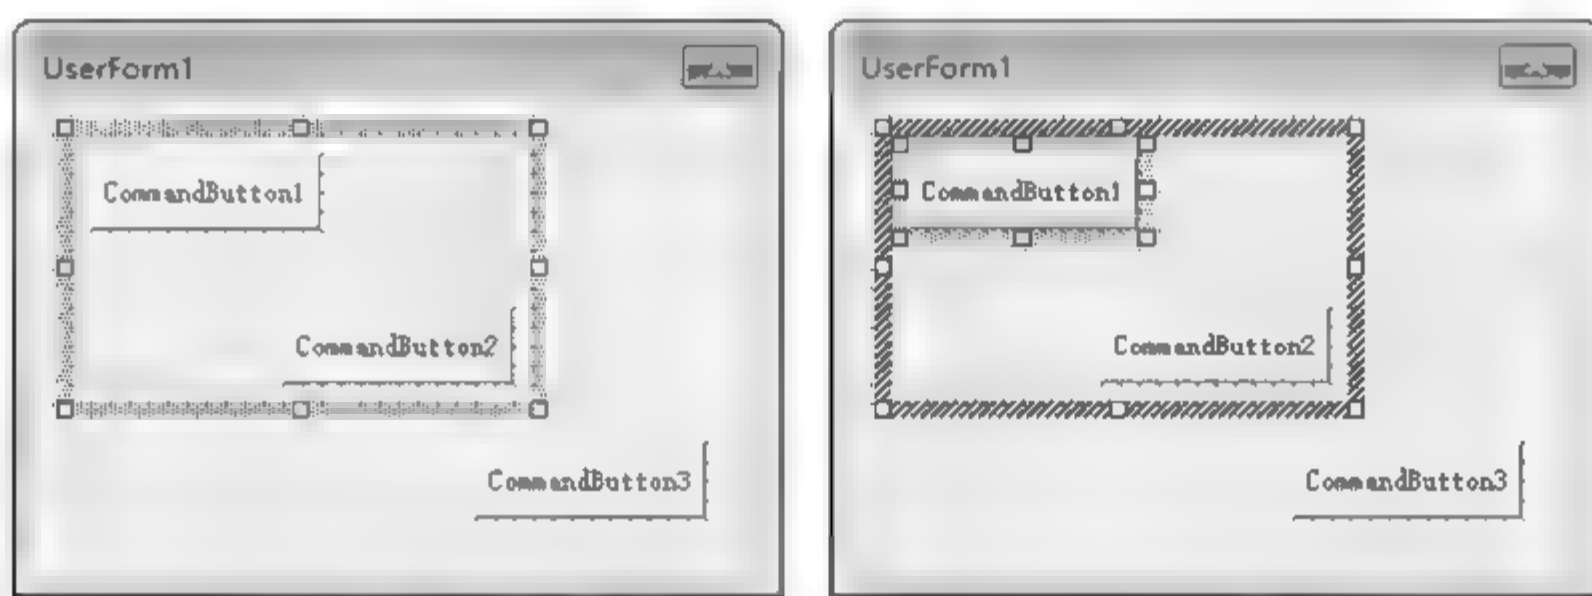 UserForm1
CommandButton1
CommandButton2
CommandButton3
UserForm1
CommandButton1
CommandButton2
CommandButton3